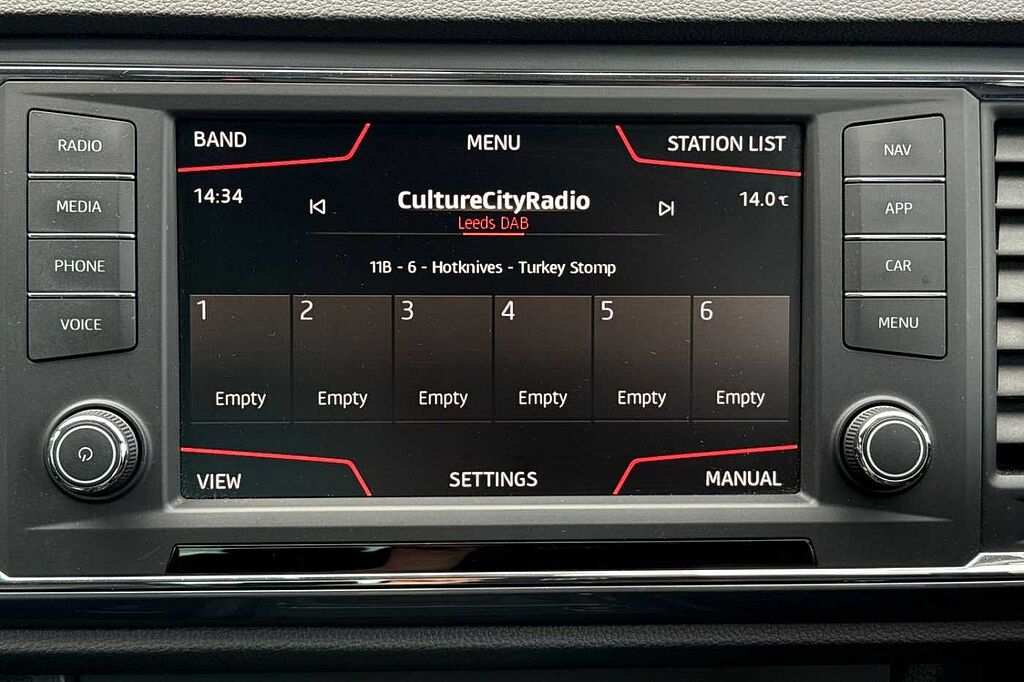 RADIO
MEDIA
PHONE
VOICE
BAND
MENU
STATION LIST
14:34
CultureCityRadio
14.0℃
Leeds DAB
11B - 6 - Hotknives - Turkey Stomp
1 2 3 4 5 6
Empty Empty Empty Empty Empty Empty
VIEW
SETTINGS
MANUAL
NAV
APP
CAR
MENU